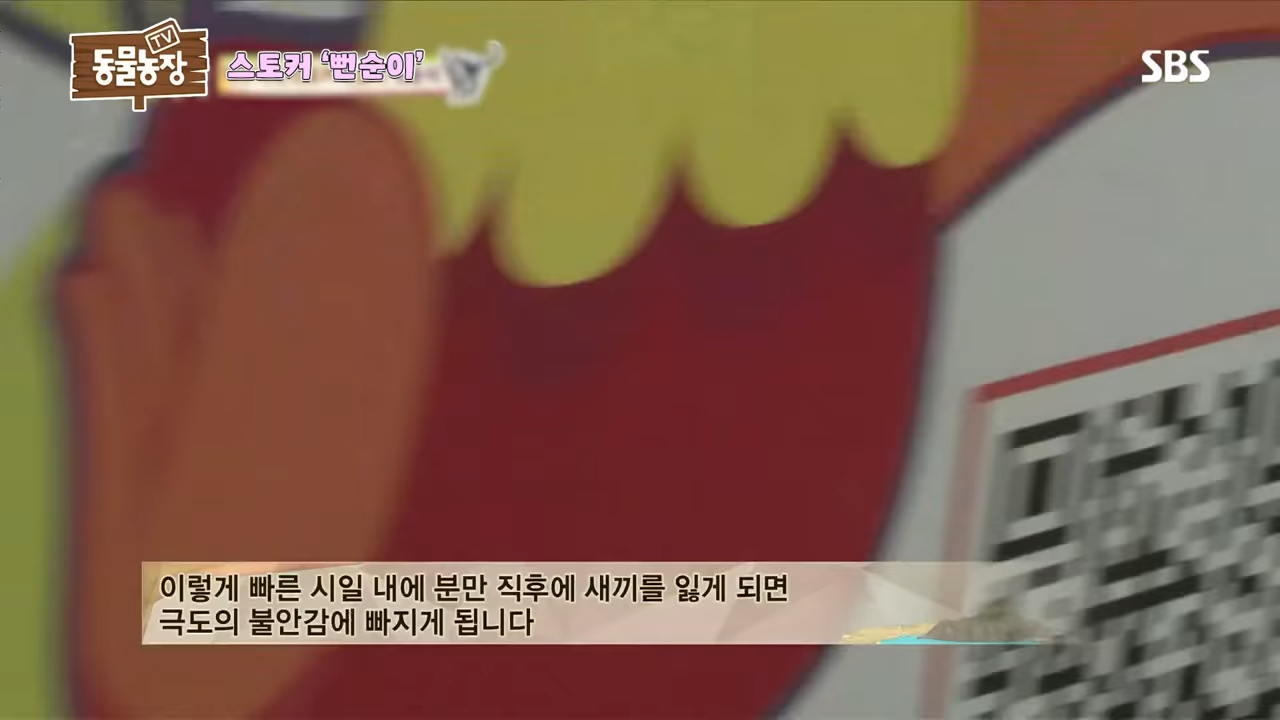 TV
동물농장
스토커 '뻔순이'
SBS
이렇게 빠른 시일 내에 분만 직후에 새끼를 잃게 되면
극도의 불안감에 빠지게 됩니다